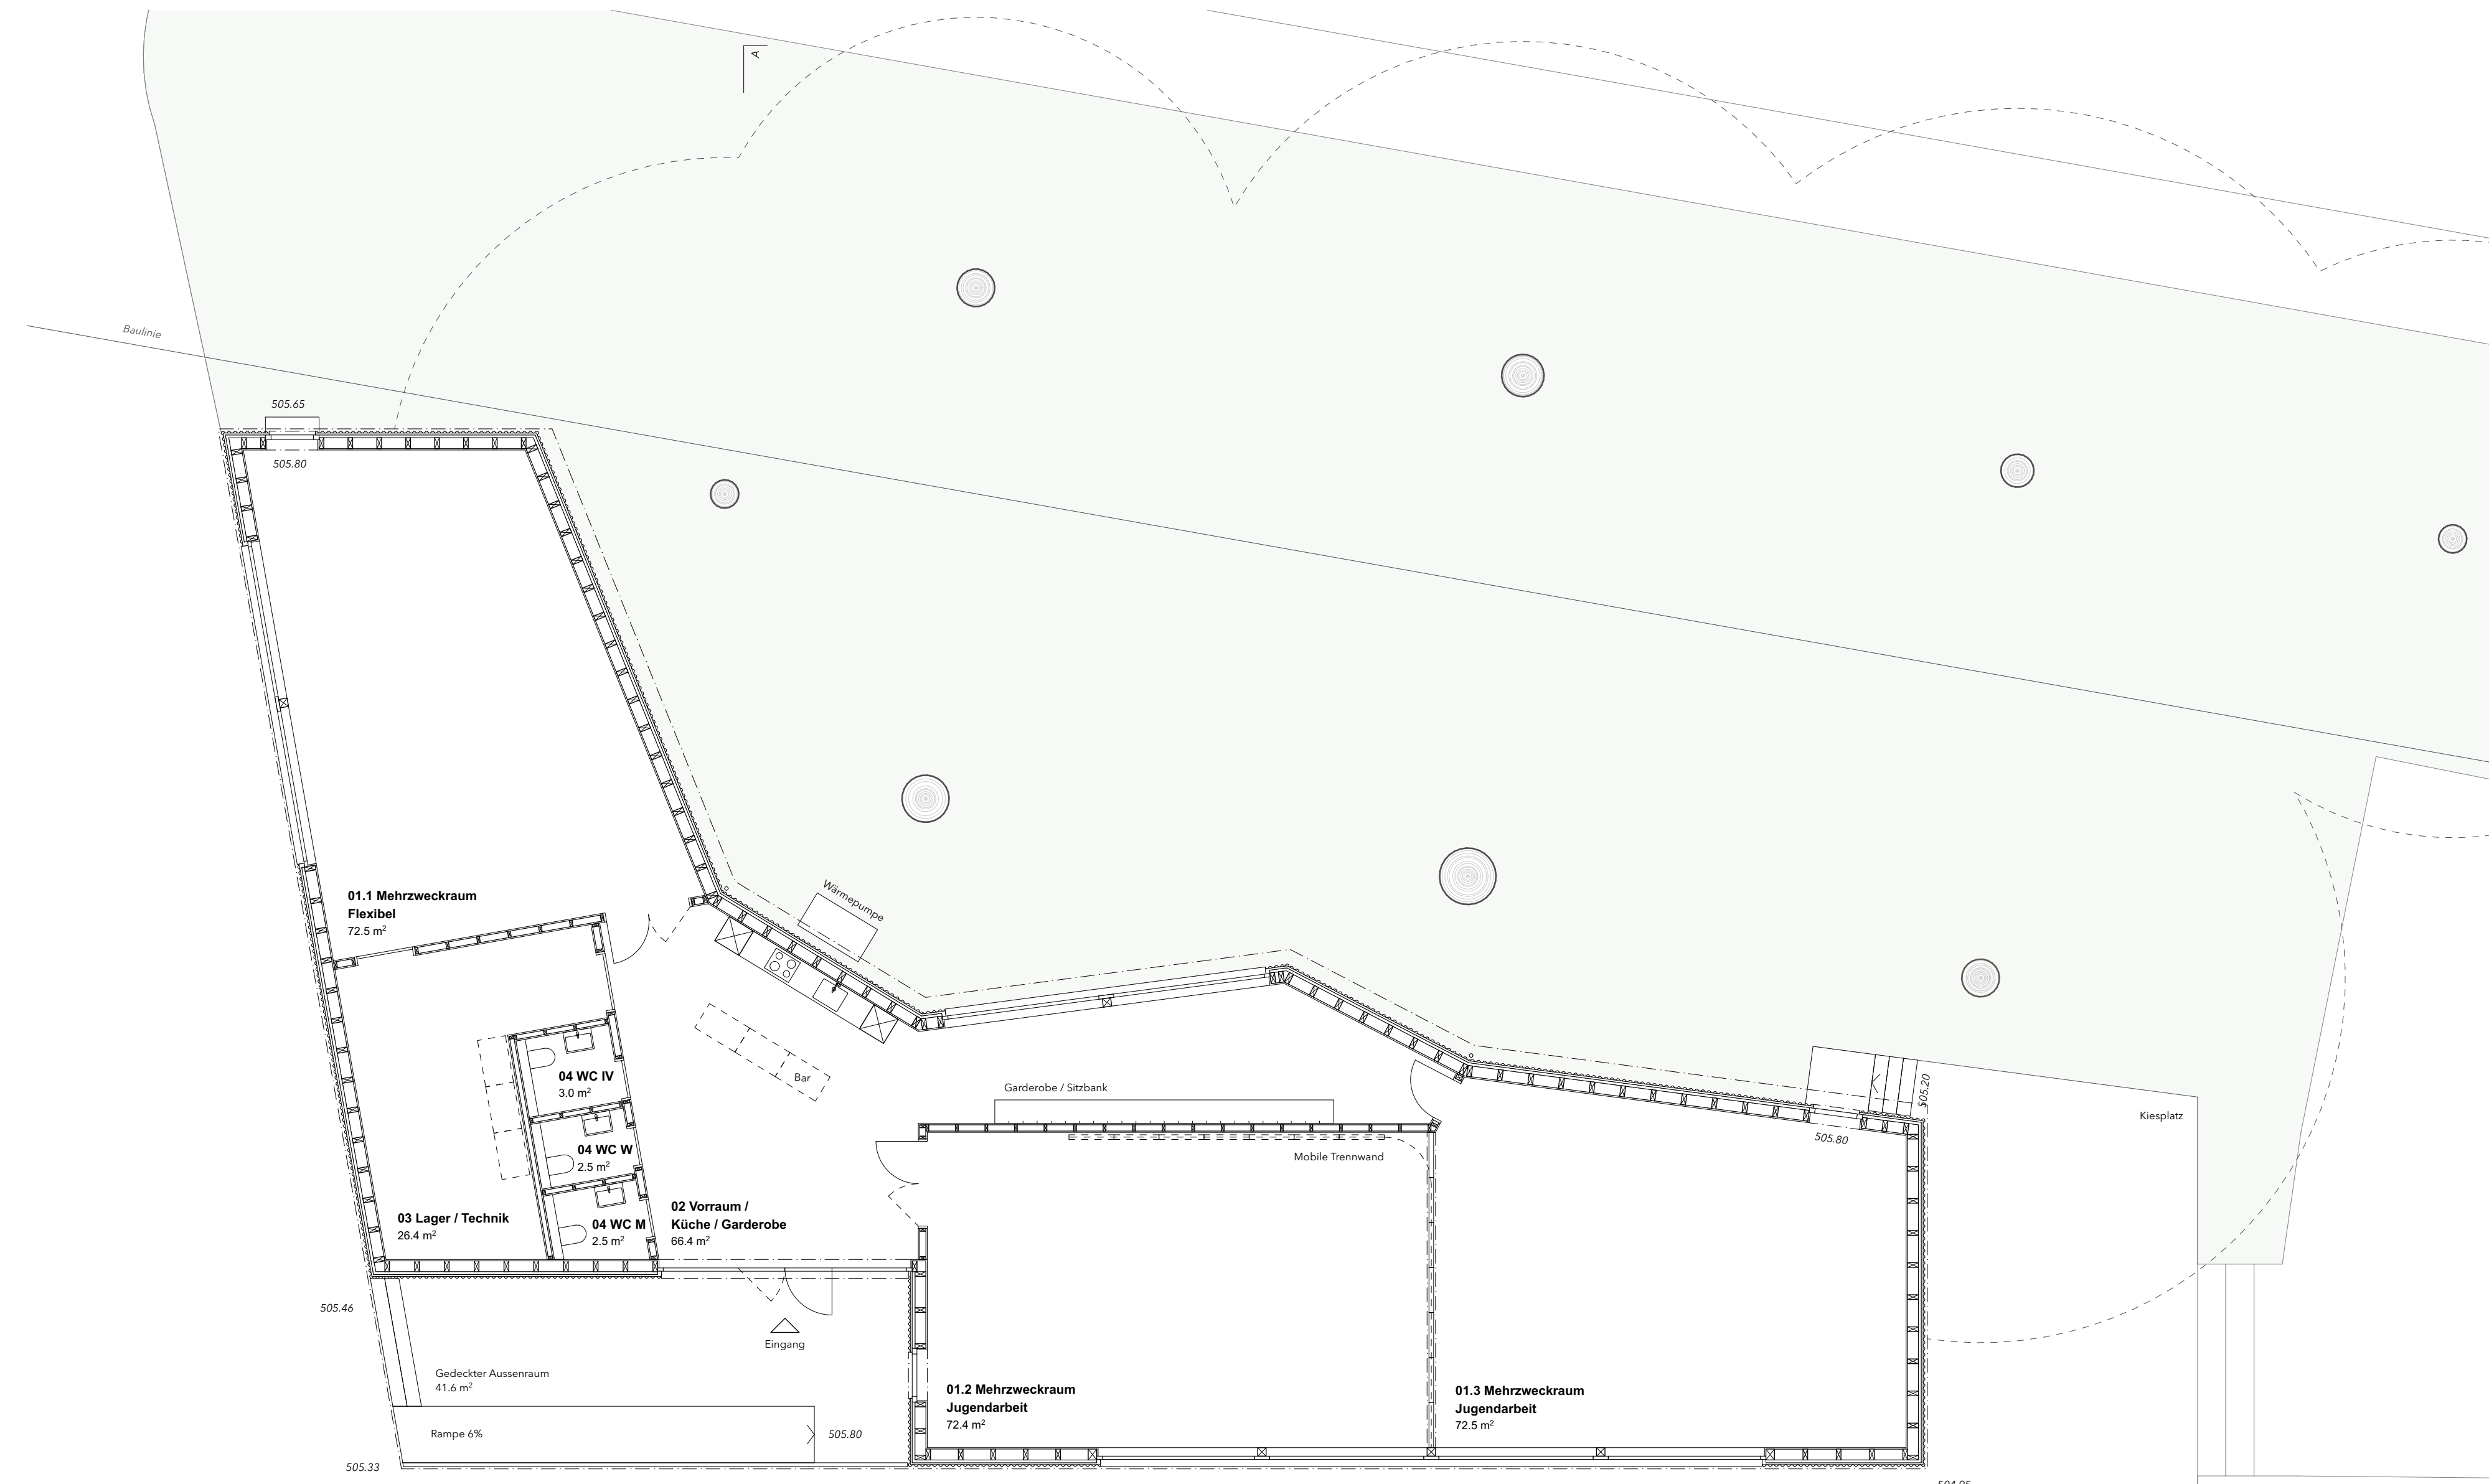 A
Baulinie
505.65
505.80
01.1 Mehrzweckraum
Flexibel
72.5 m²
Wärmepumpe
Bar
Garderobe / Sitzbank
Mobile Trennwand
505.20
505.80
Kiesplatz
04 WC IV
3.0 m²
04 WC W
2.5 m²
04 WC M
2.5 m²
03 Lager / Technik
26.4 m²
02 Vorraum /
Küche / Garderobe
66.4 m²
505.46
Eingang
Gedeckter Aussenraum
41.6 m²
Rampe 6%
505.80
505.33
01.2 Mehrzweckraum
Jugendarbeit
72.4 m²
01.3 Mehrzweckraum
Jugendarbeit
72.5 m²